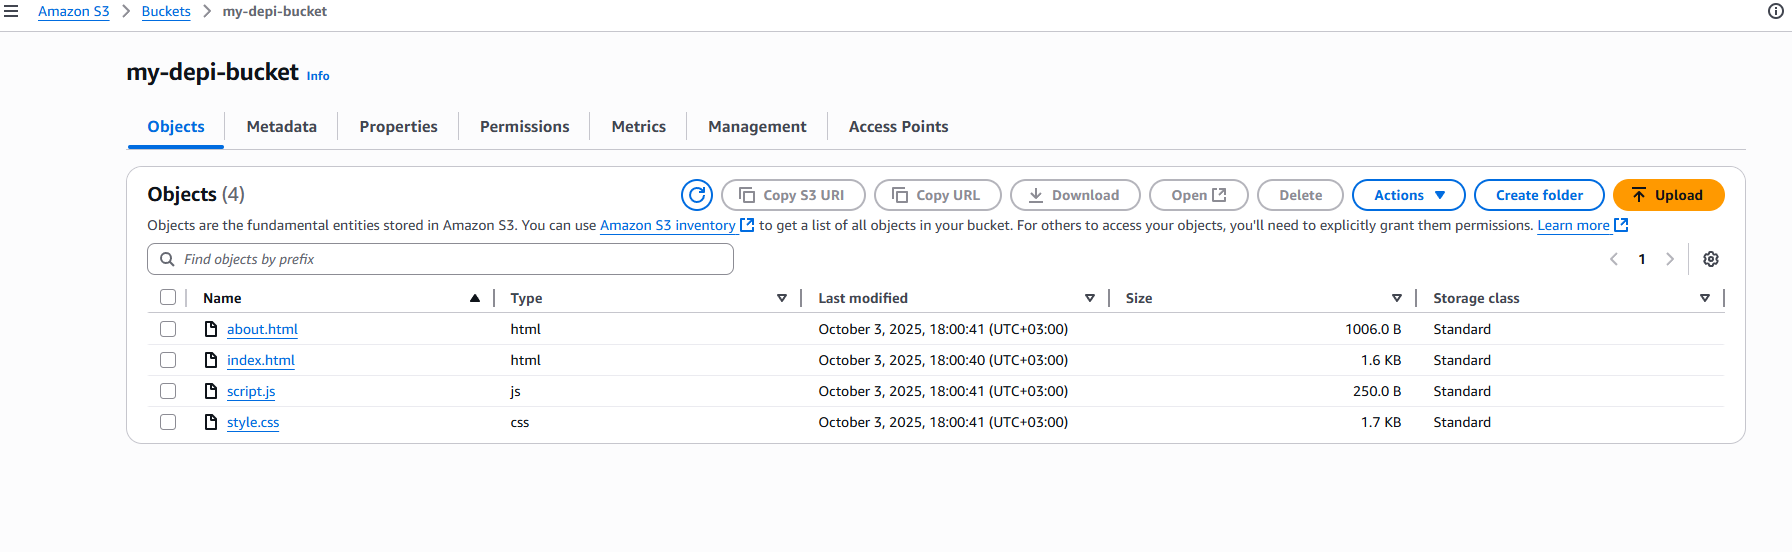 Amazon S3 > Buckets > my-depi-bucket
my-depi-bucket Info
Objects Metadata Properties Permissions Metrics Management Access Points
Objects (4) Copy S3 URI Copy URL Download Open Delete Actions Create folder Upload
Objects are the fundamental entities stored in Amazon S3. You can use Amazon S3 inventory to get a list of all objects in your bucket. For others to access your objects, you'll need to explicitly grant them permissions. Learn more
Find objects by prefix < 1 >
Name Type Last modified Size Storage class
about.html html October 3, 2025, 18:00:41 (UTC+03:00) 1006.0 B Standard
index.html html October 3, 2025, 18:00:40 (UTC+03:00) 1.6 KB Standard
script.js js October 3, 2025, 18:00:41 (UTC+03:00) 250.0 B Standard
style.css css October 3, 2025, 18:00:41 (UTC+03:00) 1.7 KB Standard